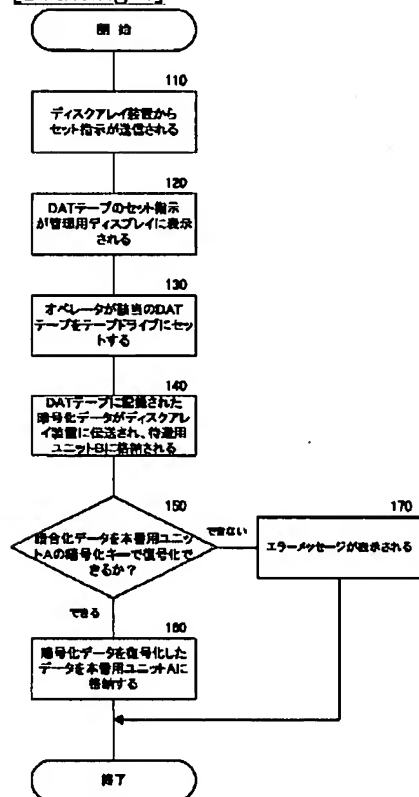 開 始
110
ディスクアレイ装置から
セット指示が送信される
120
DATテープのセット指示
が管理用ディスプレイに表示
される
130
オペレータが該当のDAT
テープをテープドライブにセッ
トする
140
DATテープに記録された
暗号化データがディスクアレ
イ装置に伝送され、待避用
ユニットBに格納される
150
暗合化データを本番用ユニッ
トAの暗号化キーで復号化で
きるか?
できない
170
エラーメッセージが表示される
できる
160
暗号化データを復号化した
データを本番用ユニットAに
格納する
終了